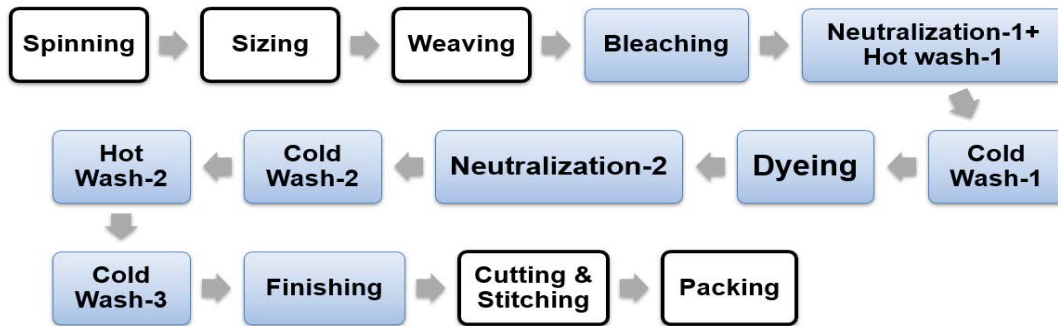 Spinning
Sizing
Weaving
Bleaching
Neutralization-1+
Hot wash-1
Cold
Wash-1
Dyeing
Neutralization-2
Cold
Wash-2
Hot
Wash-2
Cold
Wash-3
Finishing
Cutting &
Stitching
Packing